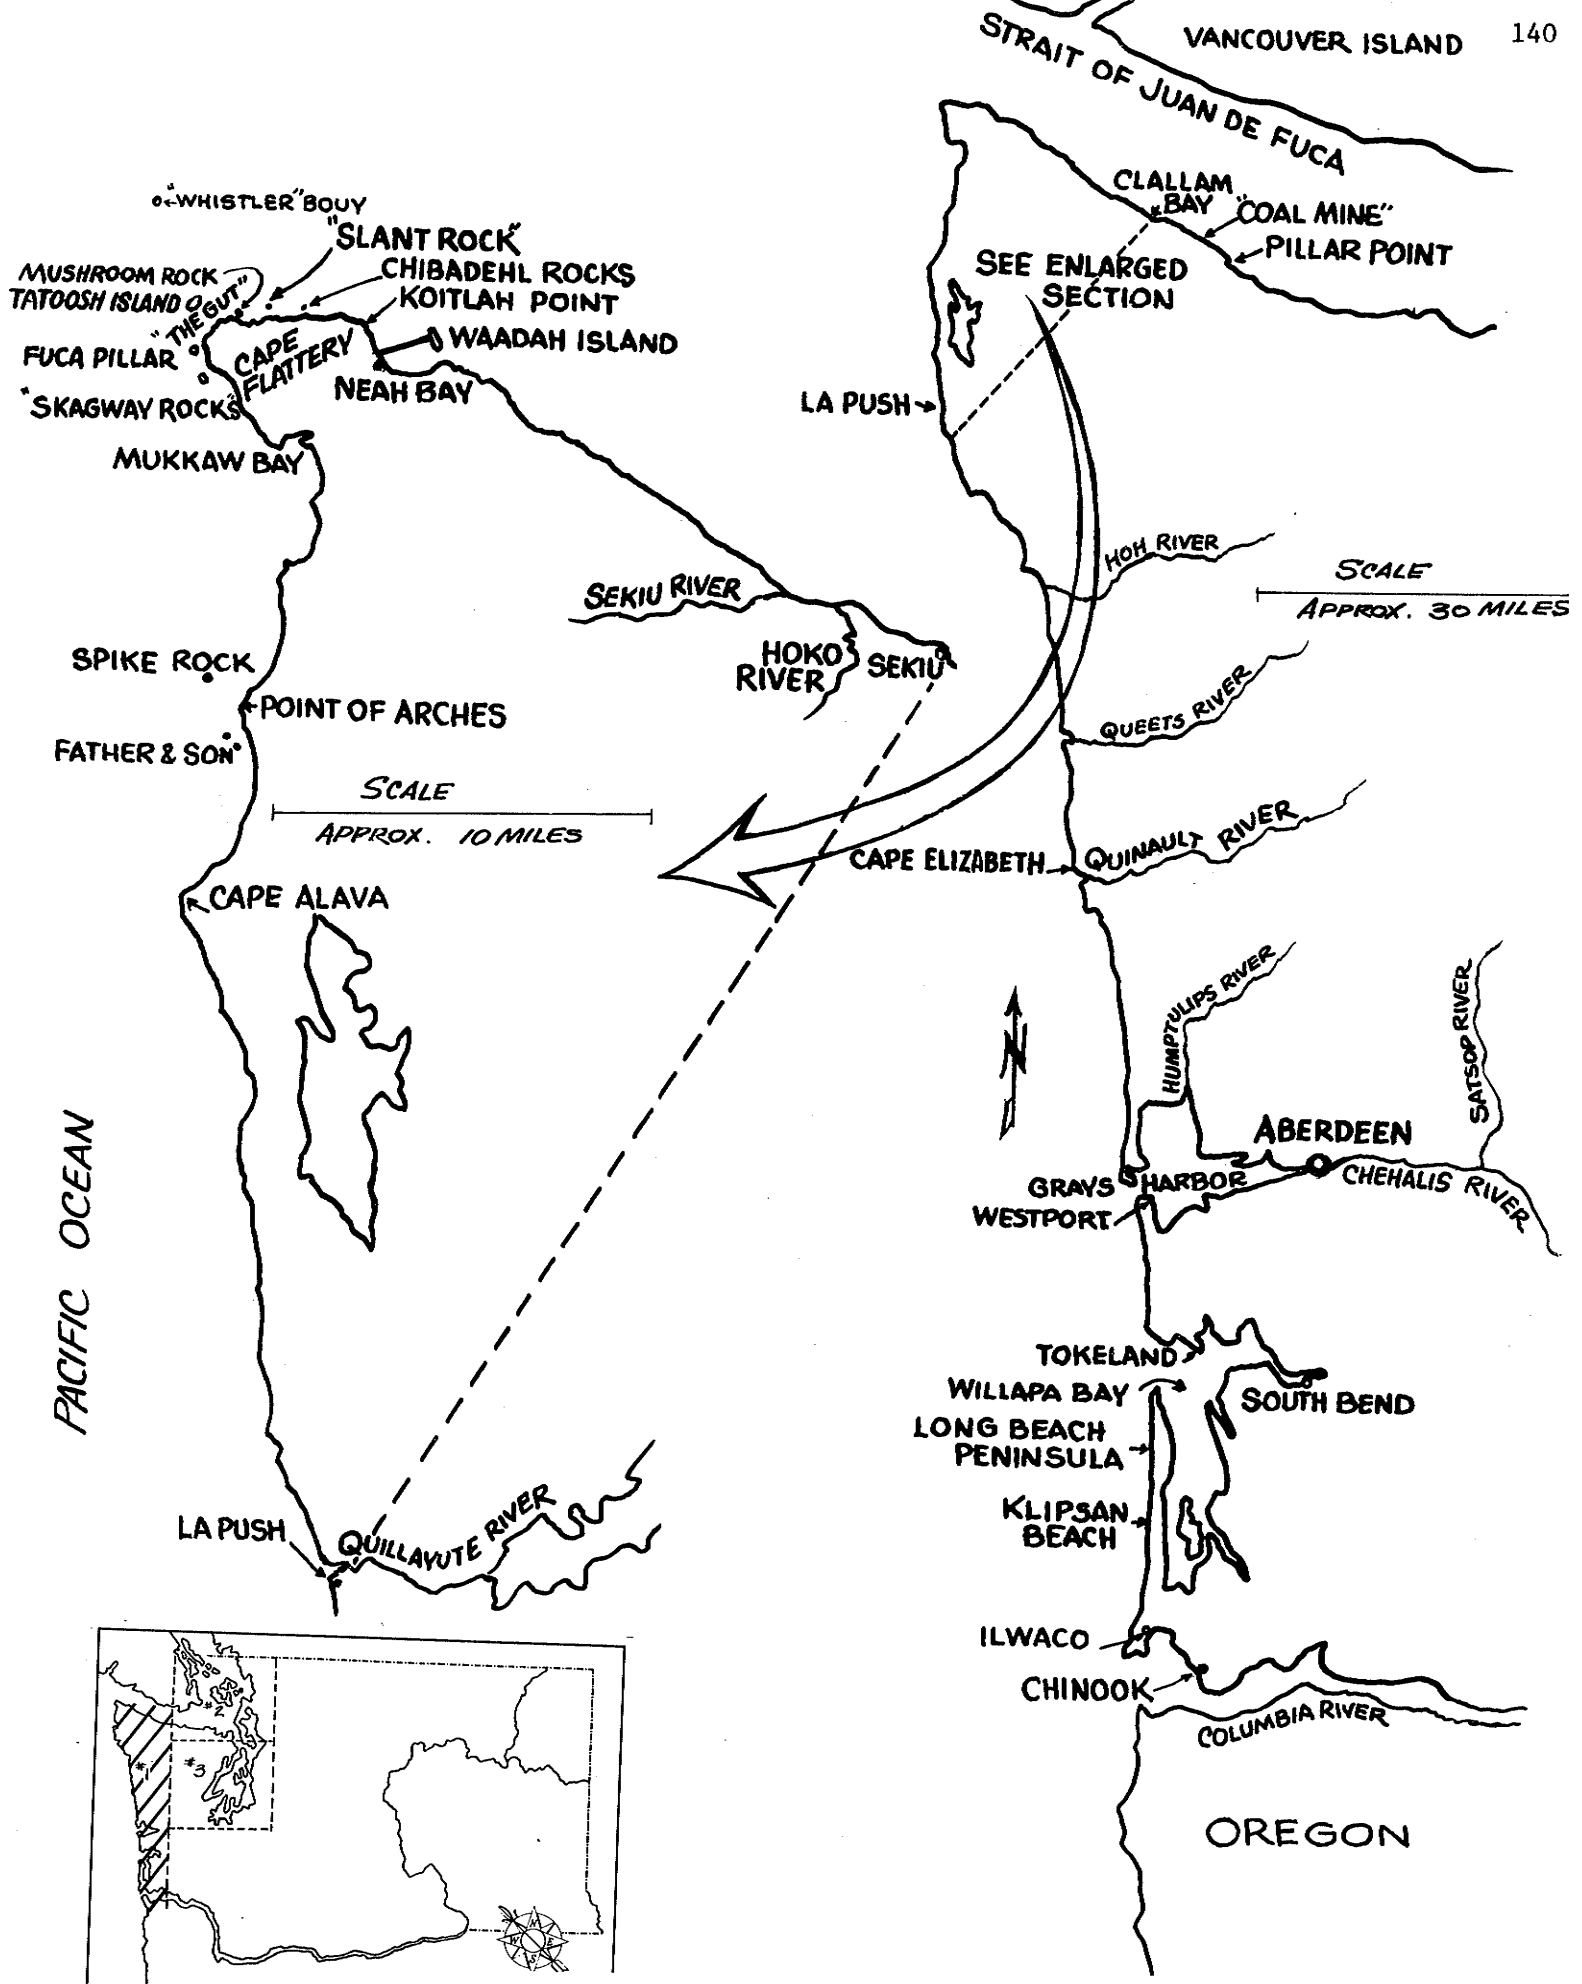 140
VANCOUVER ISLAND
STRAIT OF JUAN DE FUCA
CLALLAM
BAY
"COAL MINE"
PILLAR POINT
SEE ENLARGED
SECTION
LA PUSH
"WHISTLER" BOUY
"SLANT ROCK"
MUSHROOM ROCK
CHIBADEHL ROCKS
TATOOSH ISLAND
"THE GUT"
KOITLAH POINT
WAADAH ISLAND
FUCA PILLAR
CAPE
FLATTERY
NEAH BAY
"SKAGWAY ROCKS"
MUKKAW BAY
HOH RIVER
SCALE
APPROX. 30 MILES
SEKIU RIVER
HOKO
RIVER
SEKIU
SPIKE ROCK
POINT OF ARCHES
FATHER & SON
SCALE
APPROX. 10 MILES
QUEETS RIVER
CAPE ELIZABETH
QUINAULT RIVER
CAPE ALAVA
HUMPTULIPS RIVER
SATSOP RIVER
N
ABERDEEN
CHEHALIS RIVER
GRAYS HARBOR
WESTPORT
PACIFIC OCEAN
TOKELAND
WILLAPA BAY
SOUTH BEND
LONG BEACH
PENINSULA
KLIPSAN
BEACH
LA PUSH
QUILLAYUTE RIVER
ILWACO
CHINOOK
COLUMBIA RIVER
OREGON
#2
#1
#3
N
W E
S